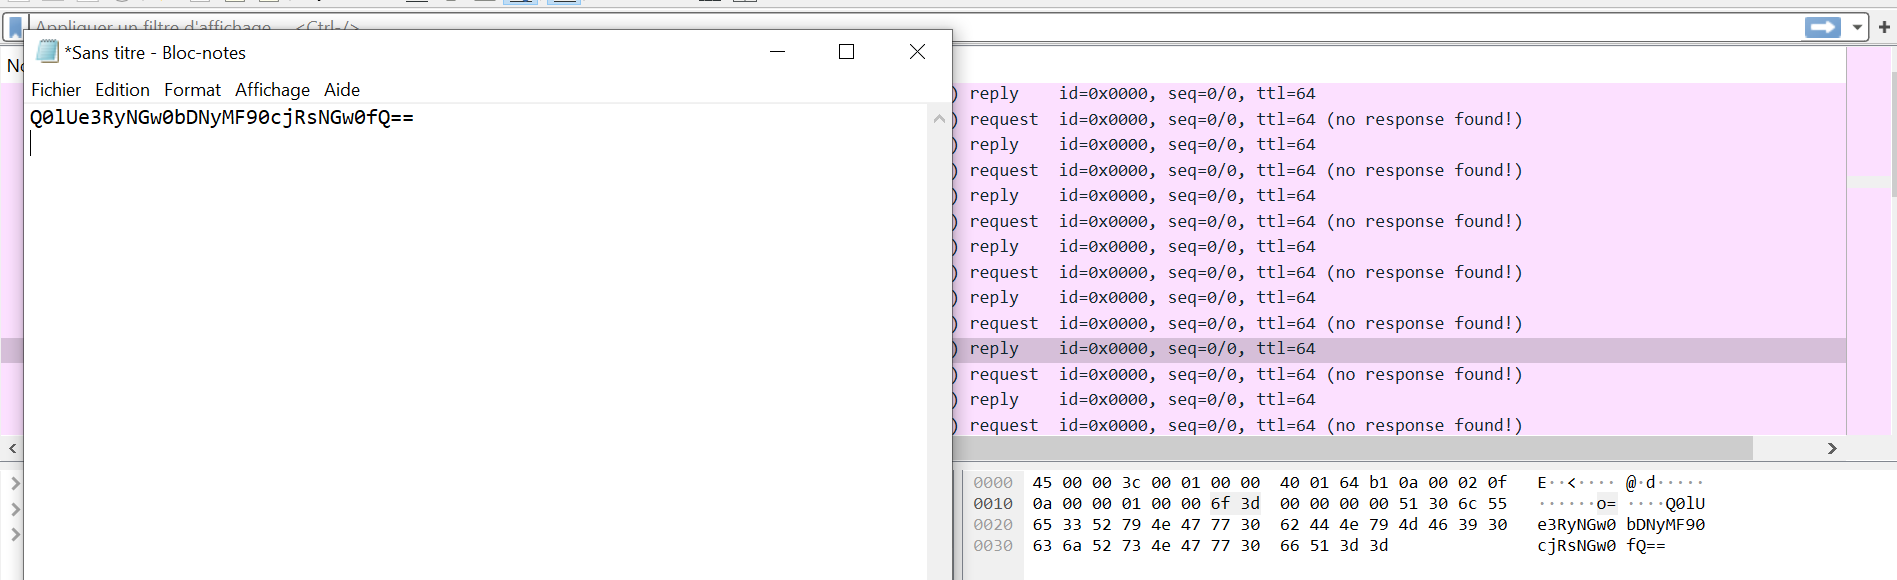 Appliquer un filtre d'affichage ... <Ctrl-/>
*Sans titre - Bloc-notes
Fichier Edition Format Affichage Aide
Q0lUe3RyNGw0bDNyMF90cjRsNGw0fQ==
) reply id=0x0000, seq=0/0, ttl=64
) request id=0x0000, seq=0/0, ttl=64 (no response found!)
) reply id=0x0000, seq=0/0, ttl=64
) request id=0x0000, seq=0/0, ttl=64 (no response found!)
) reply id=0x0000, seq=0/0, ttl=64
) request id=0x0000, seq=0/0, ttl=64 (no response found!)
) reply id=0x0000, seq=0/0, ttl=64
) request id=0x0000, seq=0/0, ttl=64 (no response found!)
) reply id=0x0000, seq=0/0, ttl=64
) request id=0x0000, seq=0/0, ttl=64 (no response found!)
) reply id=0x0000, seq=0/0, ttl=64
) request id=0x0000, seq=0/0, ttl=64 (no response found!)
) reply id=0x0000, seq=0/0, ttl=64
) request id=0x0000, seq=0/0, ttl=64 (no response found!)
0000 45 00 00 3c 00 01 00 00 40 01 64 b1 0a 00 02 0f E··<···· @·d·····
0010 0a 00 00 01 00 00 6f 3d 00 00 00 00 51 30 6c 55 ······o= ····Q0lU
0020 65 33 52 79 4e 47 77 30 62 44 4e 79 4d 46 39 30 e3RyNGw0 bDNyMF90
0030 63 6a 52 73 4e 47 77 30 66 51 3d 3d cjRsNGw0 fQ==